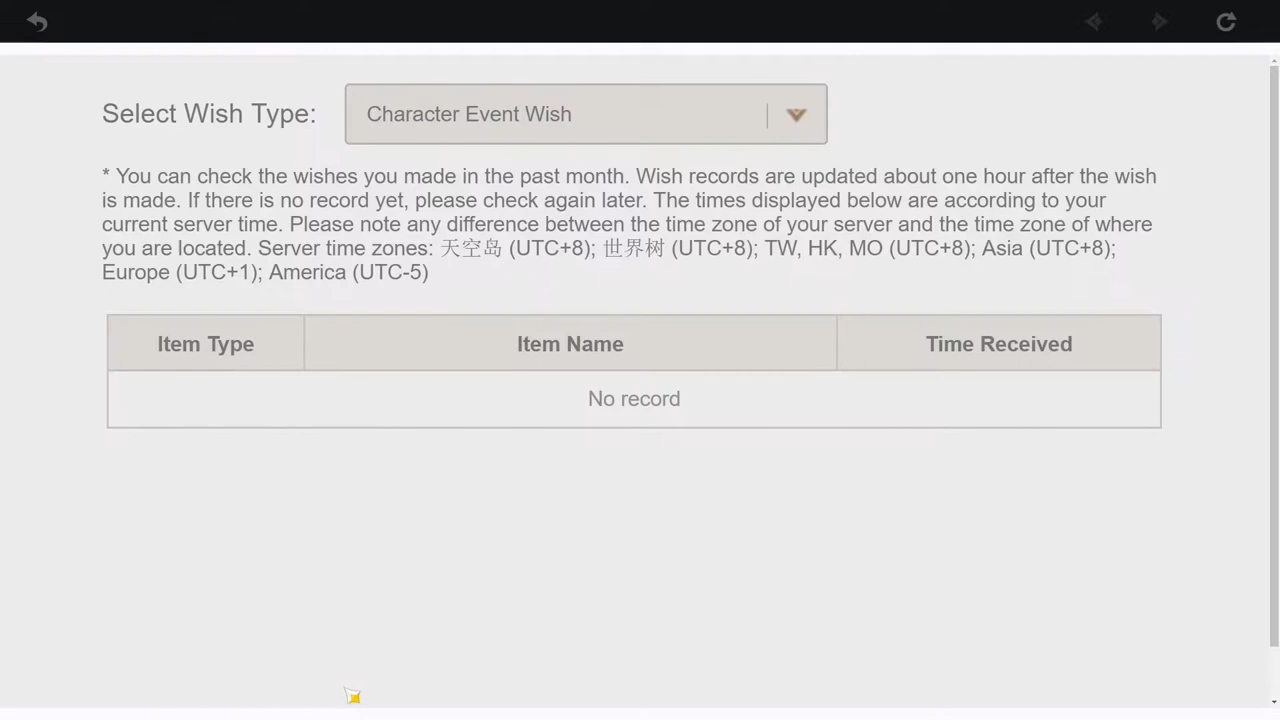 Select Wish Type:
Character Event Wish
* You can check the wishes you made in the past month. Wish records are updated about one hour after the wish
is made. If there is no record yet, please check again later. The times displayed below are according to your
current server time. Please note any difference between the time zone of your server and the time zone of where
you are located. Server time zones: 天空岛 (UTC+8); 世界树 (UTC+8); TW, HK, MO (UTC+8); Asia (UTC+8);
Europe (UTC+1); America (UTC-5)
Item Type
Item Name
Time Received
No record